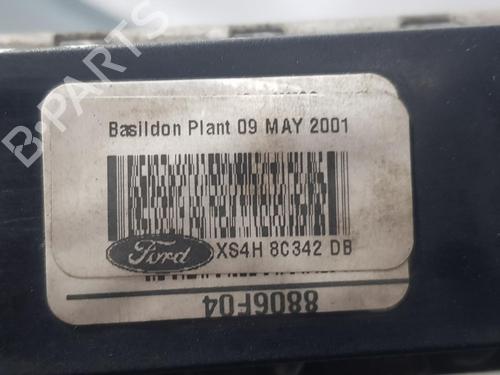 B-PARTS
Basildon Plant 09 MAY 2001
Ford
XS4H 8C342 DB
8806F04